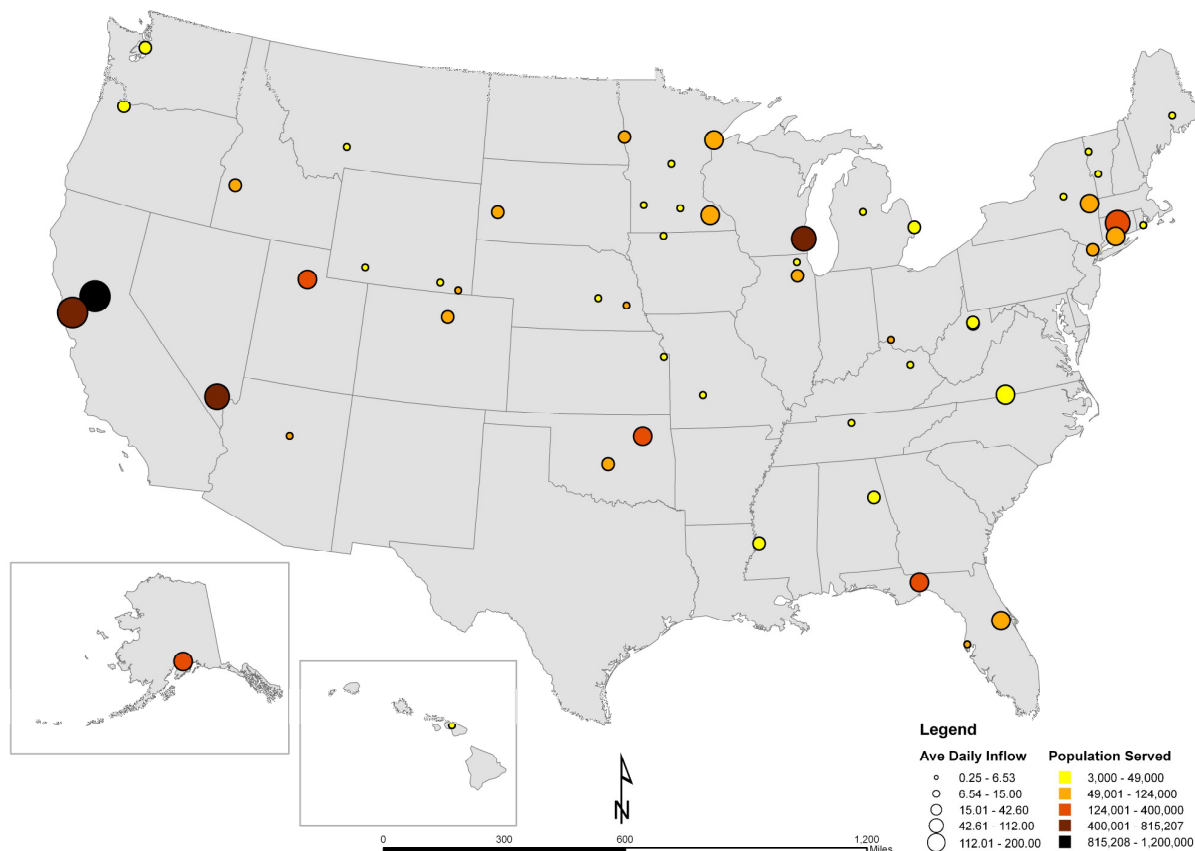 Legend
Ave Daily Inflow Population Served
0.25 - 6.53 3,000 - 49,000
6.54 - 15.00 49,001 - 124,000
15.01 - 42.60 124,001 - 400,000
42.61 - 112.00 400,001 - 815,207
112.01 - 200.00 815,208 - 1,200,000
N
0 300 600 1,200
Miles